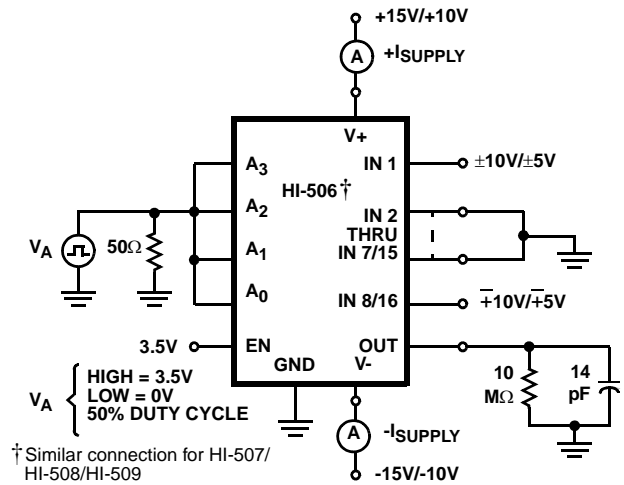 +15V/+10V
A
+ISUPPLY
V+
A3
IN 1
±10V/±5V
HI-506†
A2
IN 2
THRU
VA
50Ω
A1
IN 7/15
A0
IN 8/16
∓10V/∓5V
3.5V
EN
OUT
GND
V-
10
MΩ
14
pF
VA
HIGH = 3.5V
LOW = 0V
50% DUTY CYCLE
A
-ISUPPLY
†Similar connection for HI-507/
HI-508/HI-509
-15V/-10V